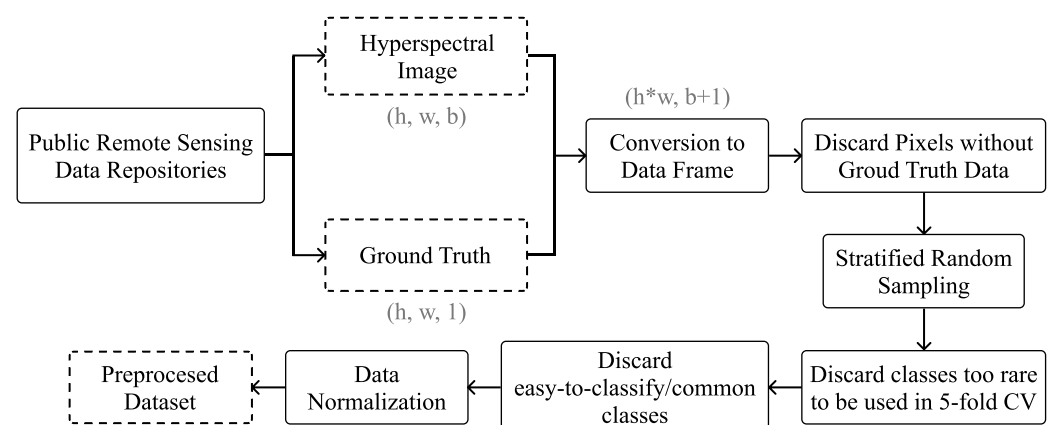 Hyperspectral
Image
(h, w, b)
Public Remote Sensing
Data Repositories
Ground Truth
(h, w, 1)
(h*w, b+1)
Conversion to
Data Frame
Discard Pixels without
Groud Truth Data
Stratified Random
Sampling
Discard classes too rare
to be used in 5-fold CV
Discard
easy-to-classify/common
classes
Data
Normalization
Preprocesed
Dataset